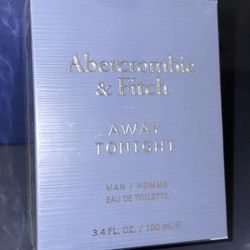 Abercrombie
& Fitch
AWAY
TONIGHT
MAN / HOMME
EAU DE TOILETTE
3.4 FL. OZ. / 100 mL ℮